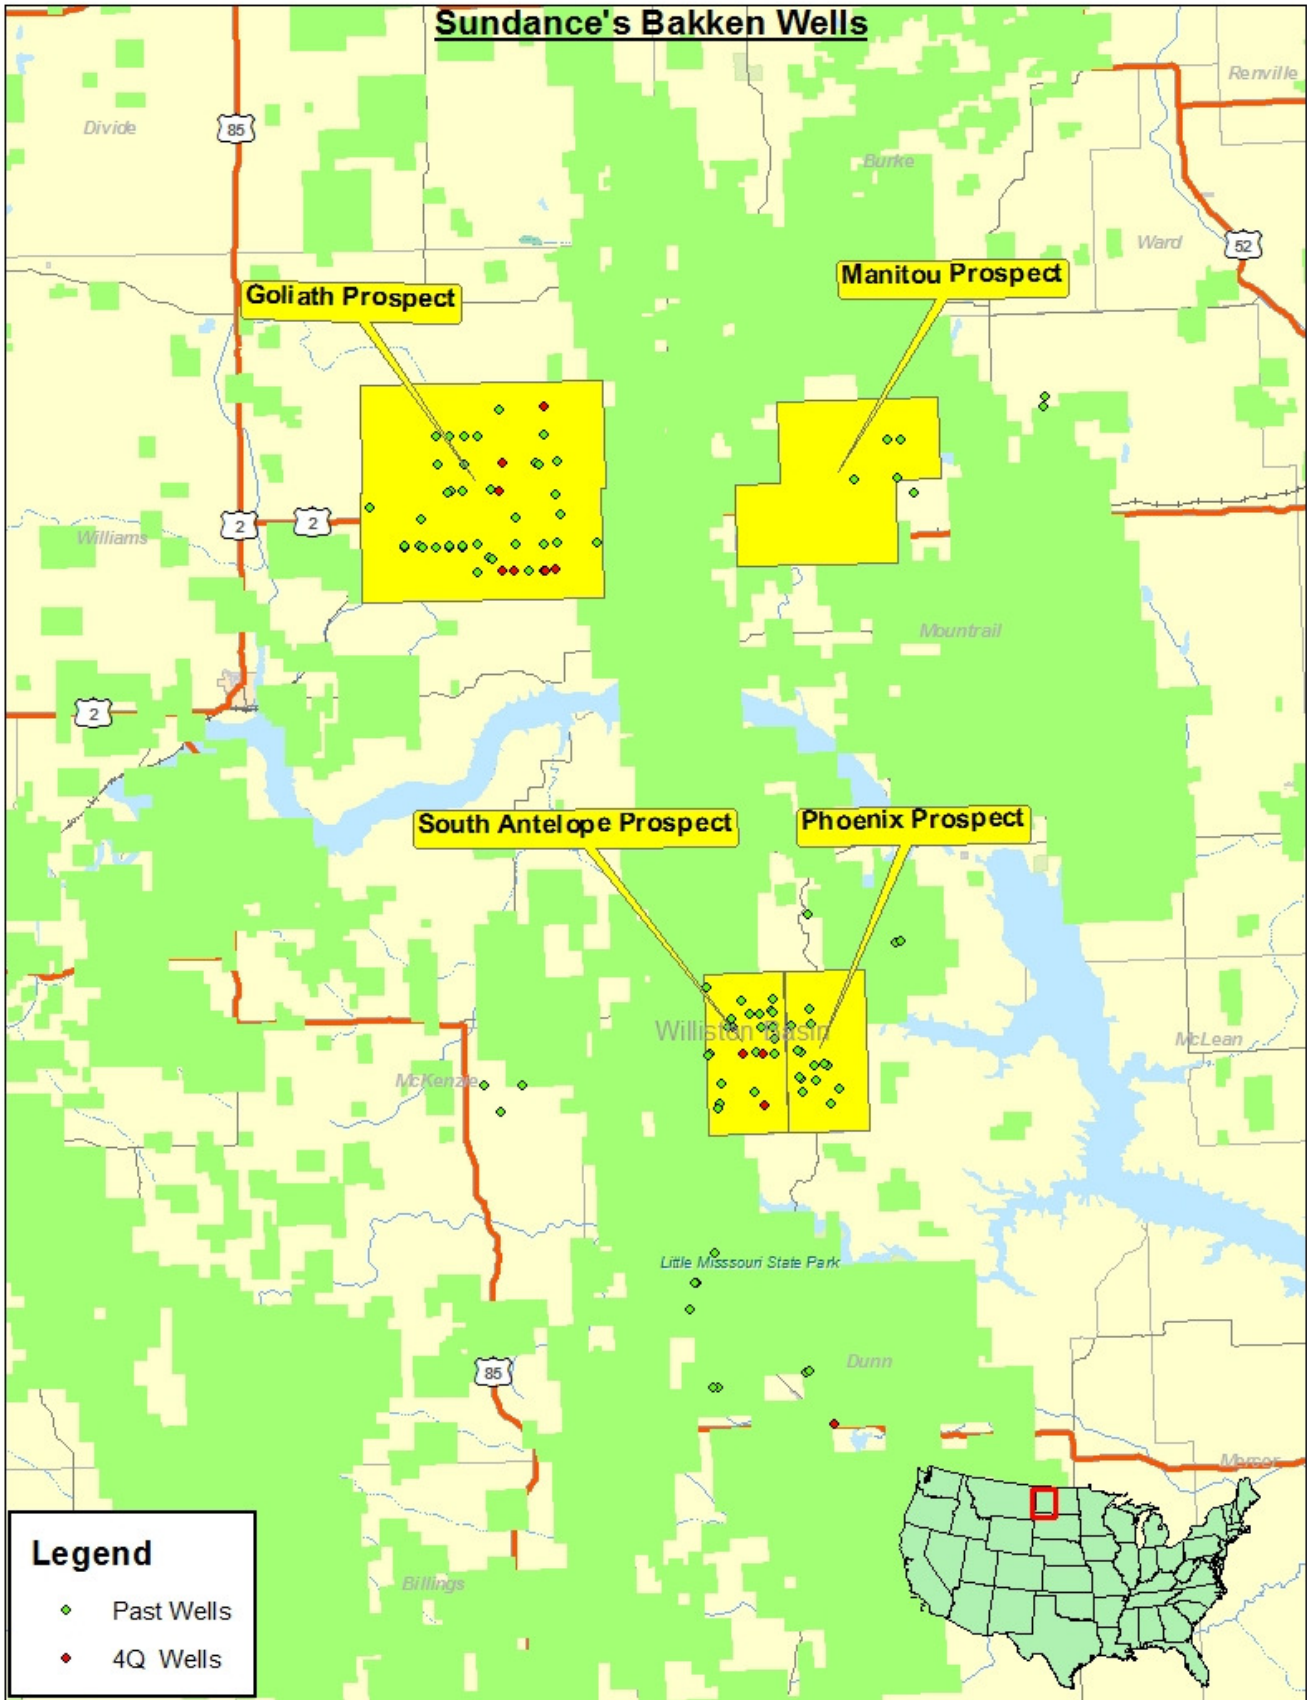 Sundance's Bakken Wells
Renville
Divide
85
Burke
Ward
52
Manitou Prospect
Goliath Prospect
2
2
Williams
Mountrail
2
South Antelope Prospect
Phoenix Prospect
Williston Basin
McLean
McKenzie
Little Misssouri State Park
Dunn
85
Mercer
Legend
Past Wells
4Q Wells
Billings